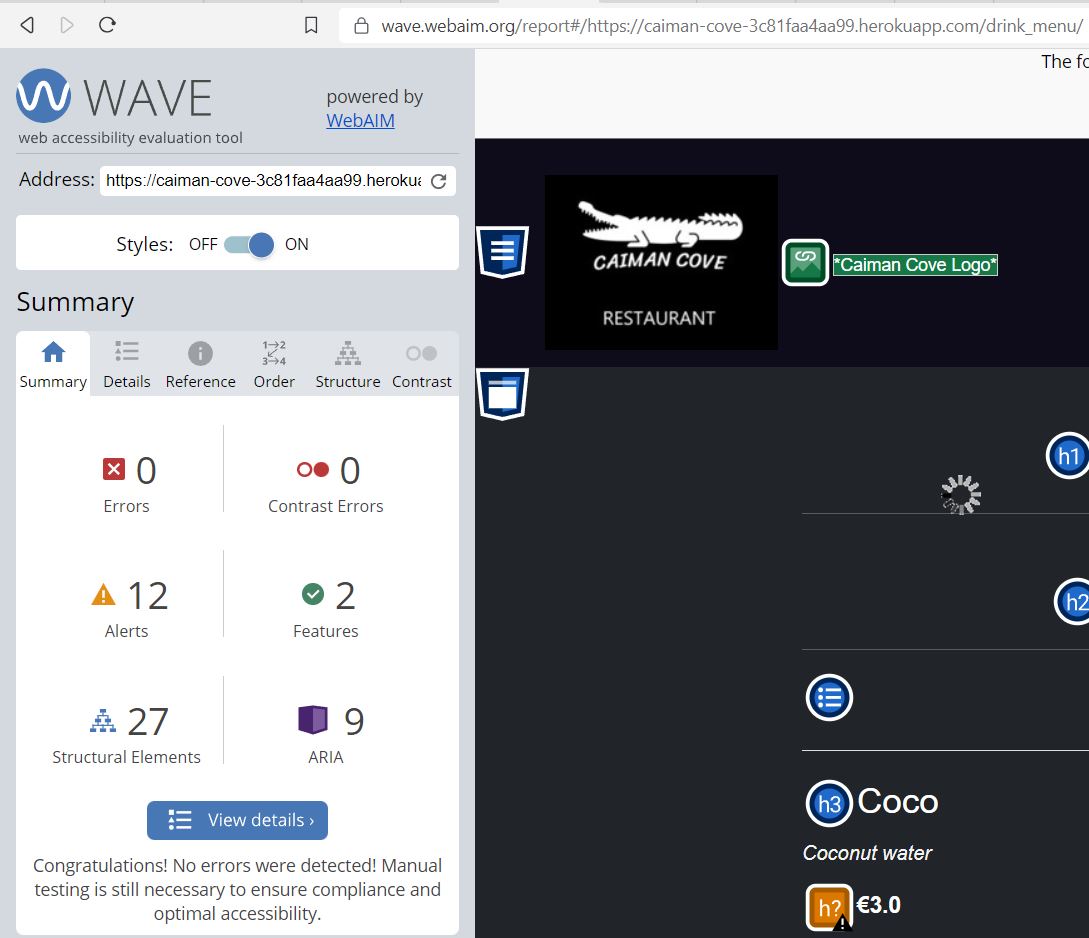 wave.webaim.org/report#/https://caiman-cove-3c81faa4aa99.herokuapp.com/drink_menu/
WAVE
web accessibility evaluation tool
powered by
WebAIM
Address: https://caiman-cove-3c81faa4aa99.heroku
Styles: OFF ON
Summary
Summary Details Reference Order Structure Contrast
1→2
3→4
0 0
Errors Contrast Errors
12 2
Alerts Features
27 9
Structural Elements ARIA
View details ›
Congratulations! No errors were detected! Manual
testing is still necessary to ensure compliance and
optimal accessibility.
The fo
CAIMAN COVE
RESTAURANT
*Caiman Cove Logo*
h1
h2
h3 Coco
Coconut water
h? €3.0